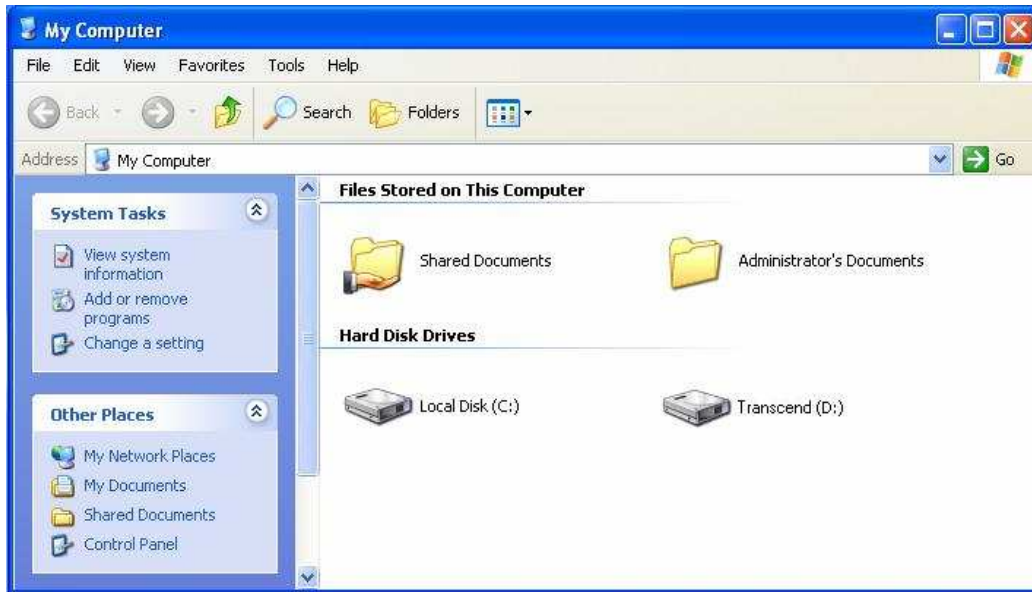 My Computer
File Edit View Favorites Tools Help
Back Search Folders
Address My Computer Go
System Tasks
View system
information
Add or remove
programs
Change a setting
Other Places
My Network Places
My Documents
Shared Documents
Control Panel
Files Stored on This Computer
Shared Documents Administrator's Documents
Hard Disk Drives
Local Disk (C:) Transcend (D:)